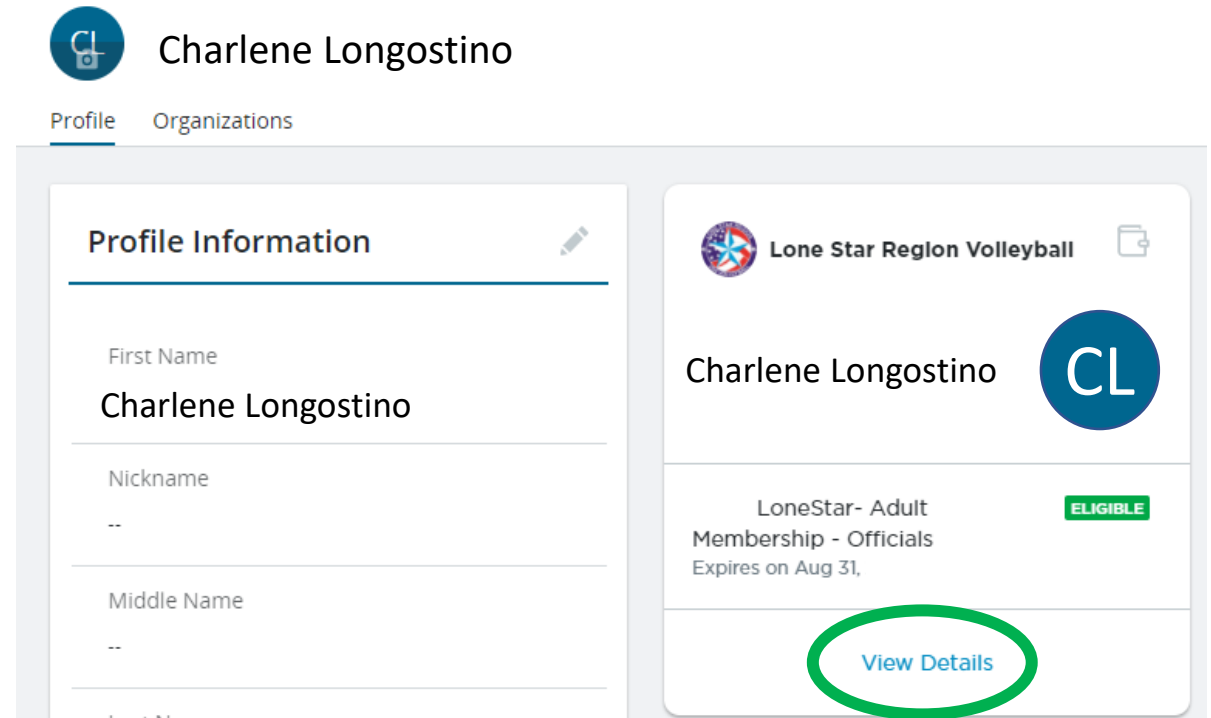 CL
Charlene Longostino
Profile Organizations
Profile Information
First Name
Charlene Longostino
Nickname
--
Middle Name
--
Lone Star Region Volleyball
Charlene Longostino
CL
LoneStar- Adult
Membership - Officials
ELIGIBLE
Expires on Aug 31,
View Details